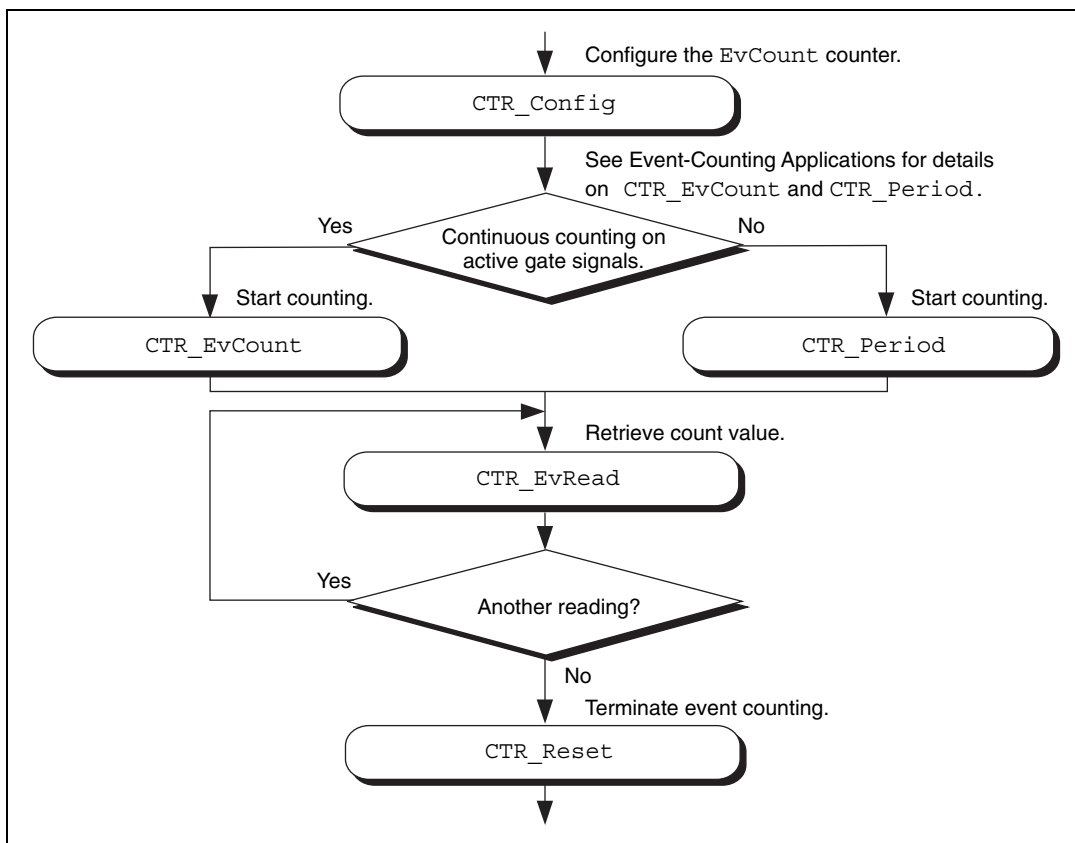 Configure the EvCount counter.
CTR_Config
See Event-Counting Applications for details
on CTR_EvCount and CTR_Period.
Yes
No
Continuous counting on
active gate signals.
Start counting.
Start counting.
CTR_EvCount
CTR_Period
Retrieve count value.
CTR_EvRead
Yes
Another reading?
No
Terminate event counting.
CTR_Reset